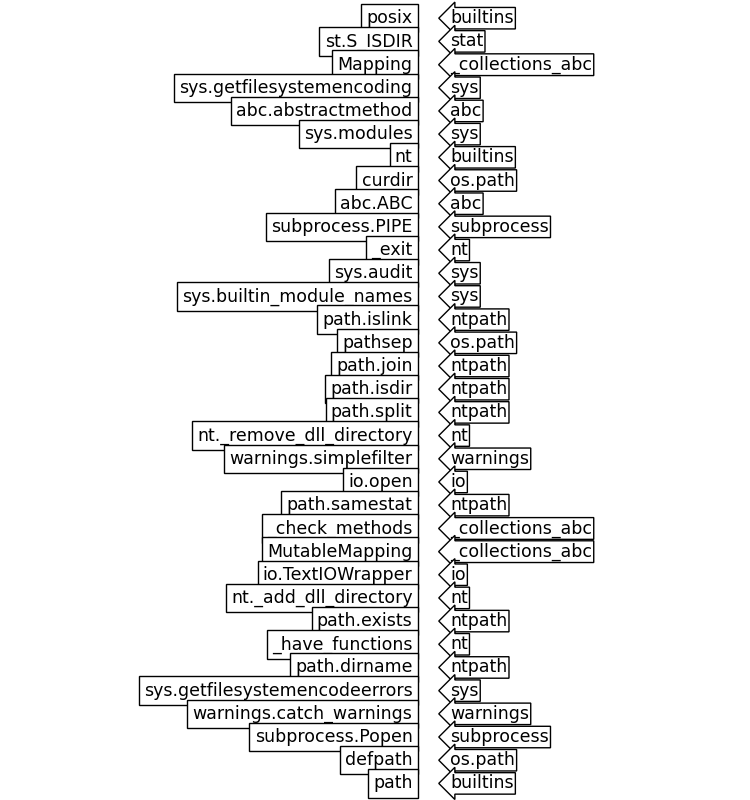 posix builtins
st.S_ISDIR stat
Mapping _collections_abc
sys.getfilesystemencoding sys
abc.abstractmethod abc
sys.modules sys
nt builtins
curdir os.path
abc.ABC abc
subprocess.PIPE subprocess
_exit nt
sys.audit sys
sys.builtin_module_names sys
path.islink ntpath
pathsep os.path
path.join ntpath
path.isdir ntpath
path.split ntpath
nt._remove_dll_directory nt
warnings.simplefilter warnings
io.open io
path.samestat ntpath
_check_methods _collections_abc
MutableMapping _collections_abc
io.TextIOWrapper io
nt._add_dll_directory nt
path.exists ntpath
_have_functions nt
path.dirname ntpath
sys.getfilesystemencodeerrors sys
warnings.catch_warnings warnings
subprocess.Popen subprocess
defpath os.path
path builtins